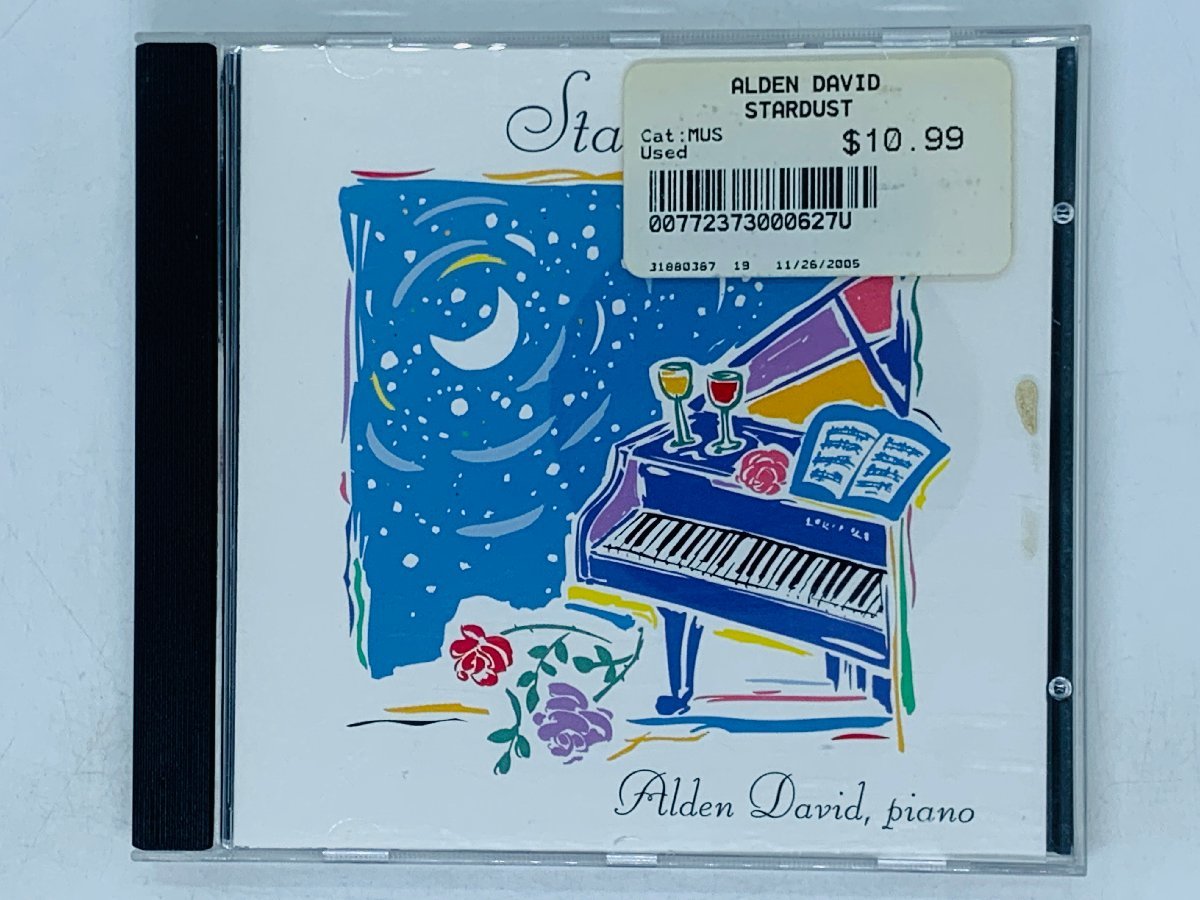 Sta
ALDEN DAVID
STARDUST
Cat:MUS
$10.99
Used
00772373000627U
31880387 19 11/26/2005
Alden David, piano